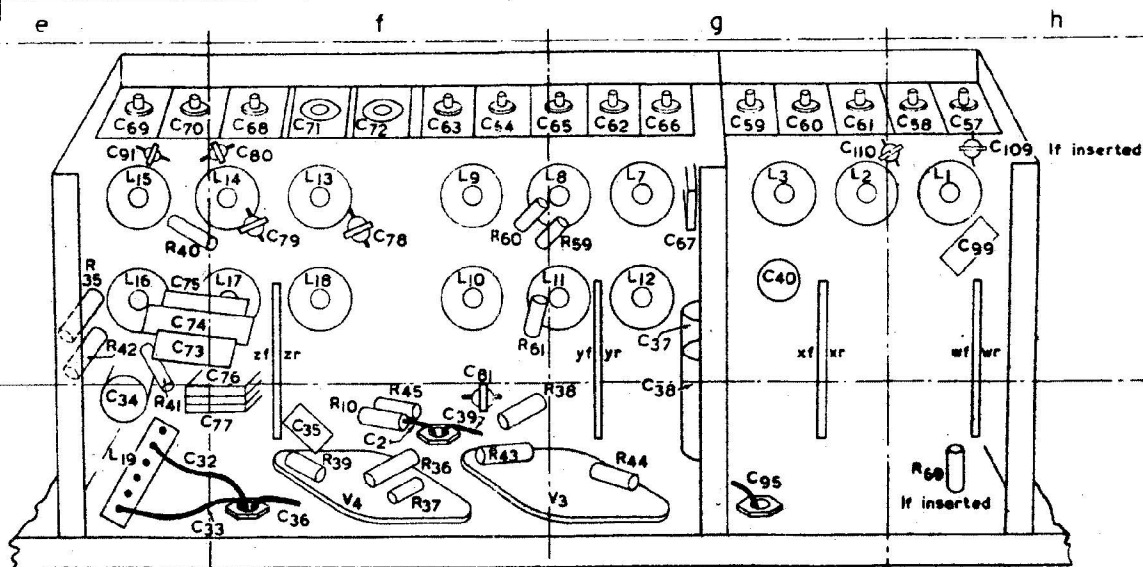 e f g h
C69 C70 C68 C71 C72 C63 C64 C65 C62 C66 C59 C60 C61 C58 C57
C91 C80 C110 C109 If inserted
L15 L14 L13 L9 L8 L7 L3 L2 L1
R40 C79 C78 R60 R59 C67 C99
R35 L16 C75 L17 L18 L10 L11 L12 C40
C74
R42 C73 zf zr R61 yf yr C37 xf xr wf wr
C34 R41 C76 R45 C81 R38 C38
C77 C35 R10 C2 C39
L19 C32 R39 R36 R43 R44 C95
R37 V4 V3
C33 C36 If inserted